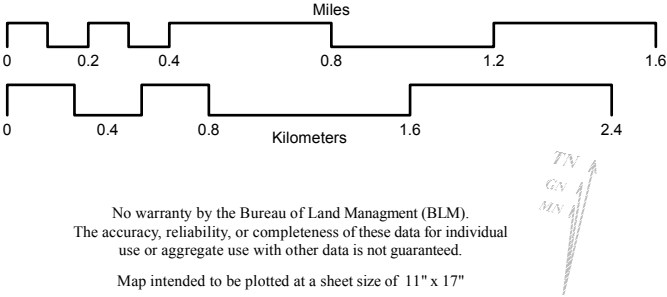 Miles
0 0.2 0.4 0.8 1.2 1.6
0 0.4 0.8 1.6 2.4
Kilometers
TN
GN
MN
No warranty by the Bureau of Land Managment (BLM).
The accuracy, reliability, or completeness of these data for individual
use or aggregate use with other data is not guaranteed.
Map intended to be plotted at a sheet size of 11" x 17"